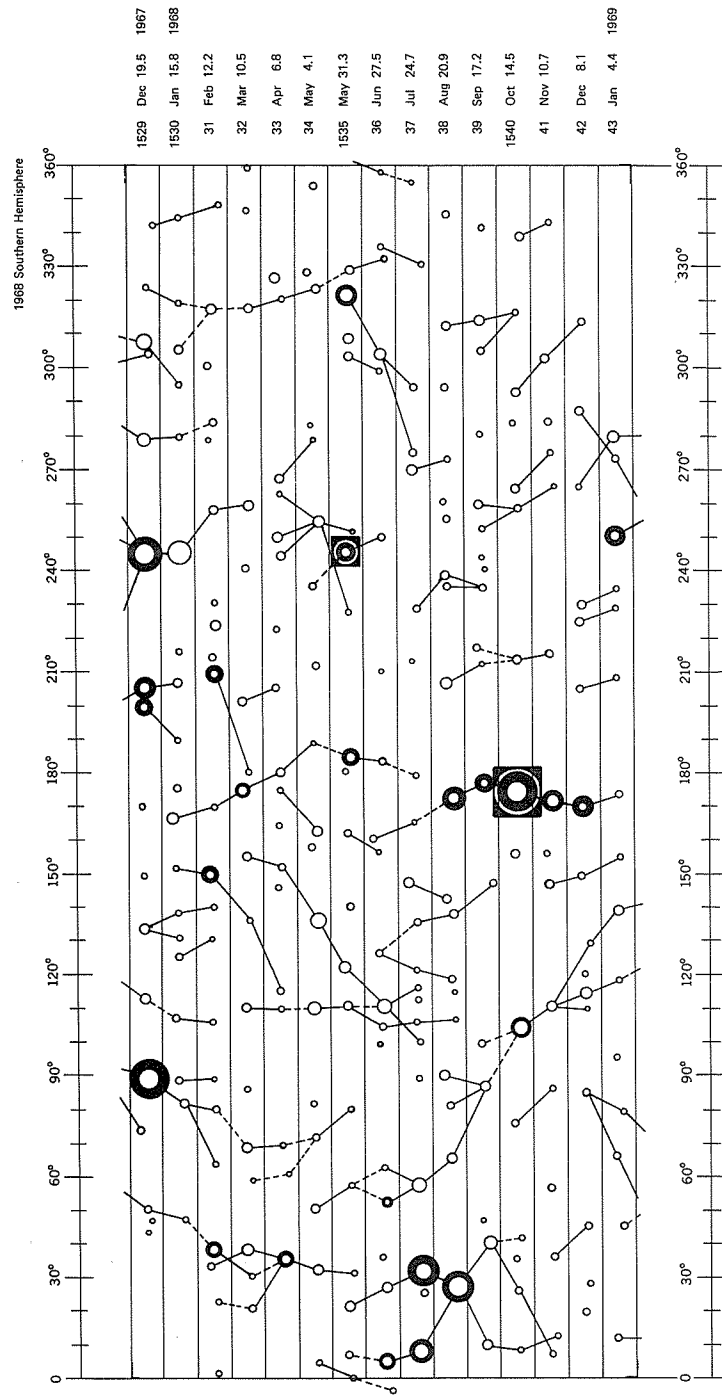 1968 Southern Hemisphere
1529 Dec 19.5 1967
1530 Jan 15.8 1968
31 Feb 12.2
32 Mar 10.5
33 Apr 6.8
34 May 4.1
1535 May 31.3
36 Jun 27.5
37 Jul 24.7
38 Aug 20.9
39 Sep 17.2
1540 Oct 14.5
41 Nov 10.7
42 Dec 8.1
43 Jan 4.4 1969
0 30° 60° 90° 120° 150° 180° 210° 240° 270° 300° 330° 360°
0 30° 60° 90° 120° 150° 180° 210° 240° 270° 300° 330° 360°